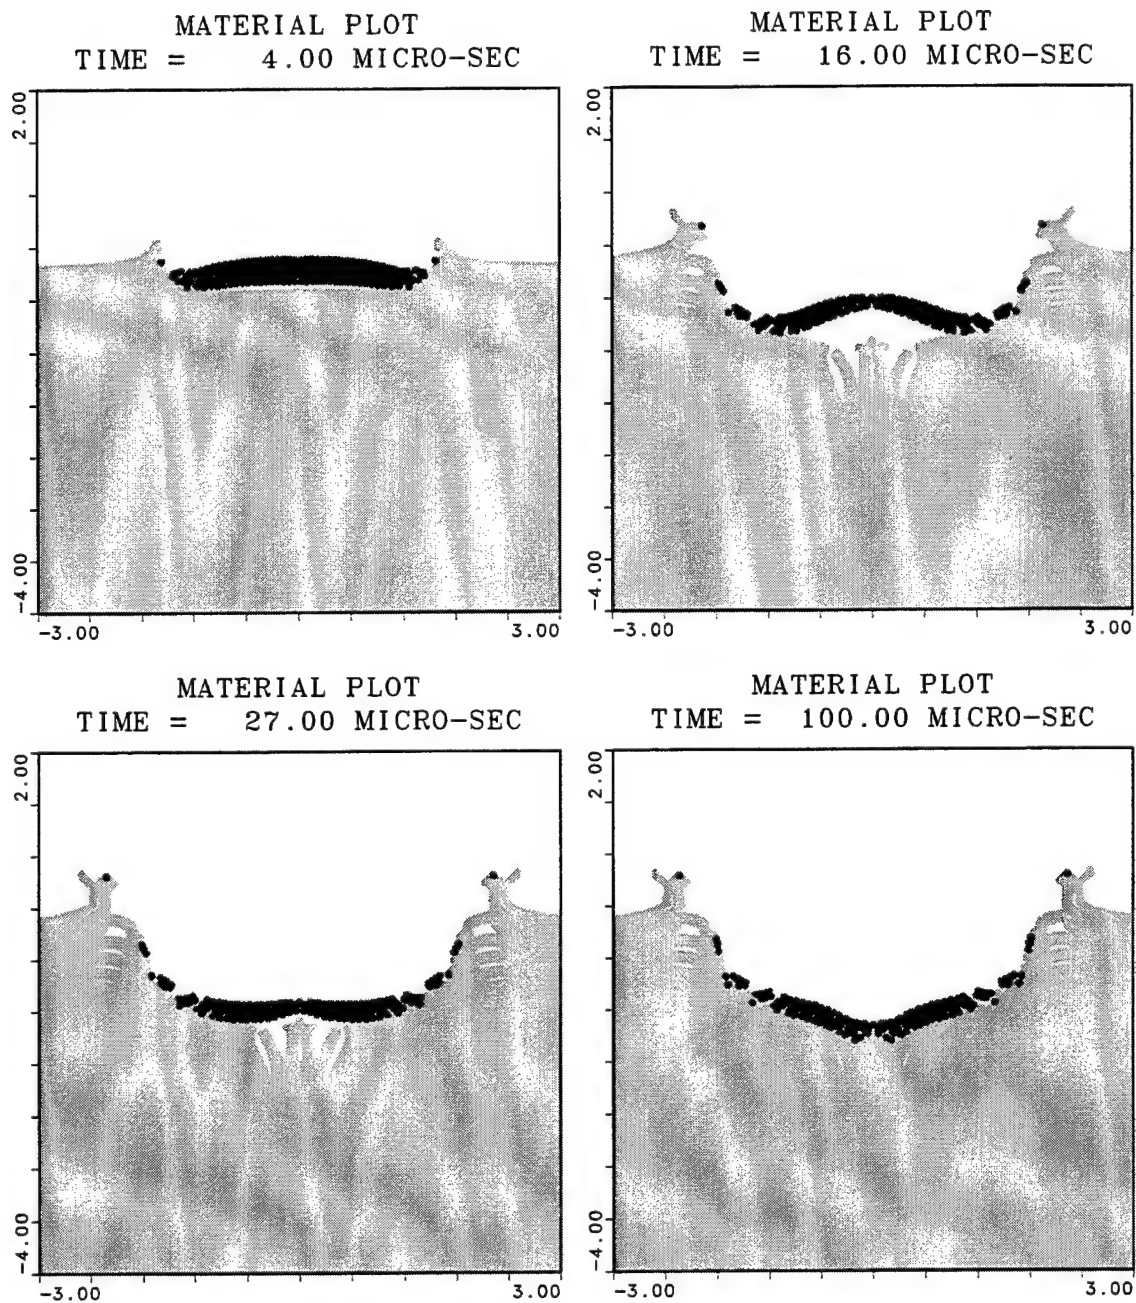 MATERIAL PLOT
TIME = 4.00 MICRO-SEC
2.00
-4.00
-3.00
3.00
MATERIAL PLOT
TIME = 16.00 MICRO-SEC
2.00
-4.00
-3.00
3.00
MATERIAL PLOT
TIME = 27.00 MICRO-SEC
2.00
-4.00
-3.00
3.00
MATERIAL PLOT
TIME = 100.00 MICRO-SEC
2.00
-4.00
-3.00
3.00